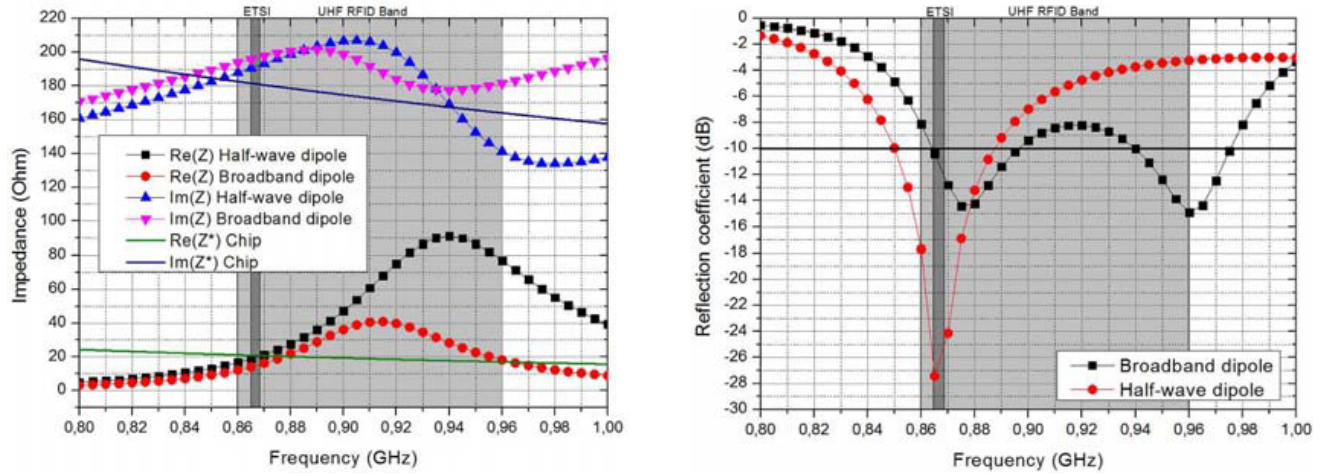 ETSI UHF RFID Band
220
200
180
160
140
120
100
80
60
40
20
0
Impedance (Ohm)
Re(Z) Half-wave dipole
Re(Z) Broadband dipole
Im(Z) Half-wave dipole
Im(Z) Broadband dipole
Re(Z*) Chip
Im(Z*) Chip
0,80 0,82 0,84 0,86 0,88 0,90 0,92 0,94 0,96 0,98 1,00
Frequency (GHz)
ETSI UHF RFID Band
0
-2
-4
-6
-8
-10
-12
-14
-16
-18
-20
-22
-24
-26
-28
-30
Reflection coefficient (dB)
Broadband dipole
Half-wave dipole
0,80 0,82 0,84 0,86 0,88 0,90 0,92 0,94 0,96 0,98 1,00
Frequency (GHz)